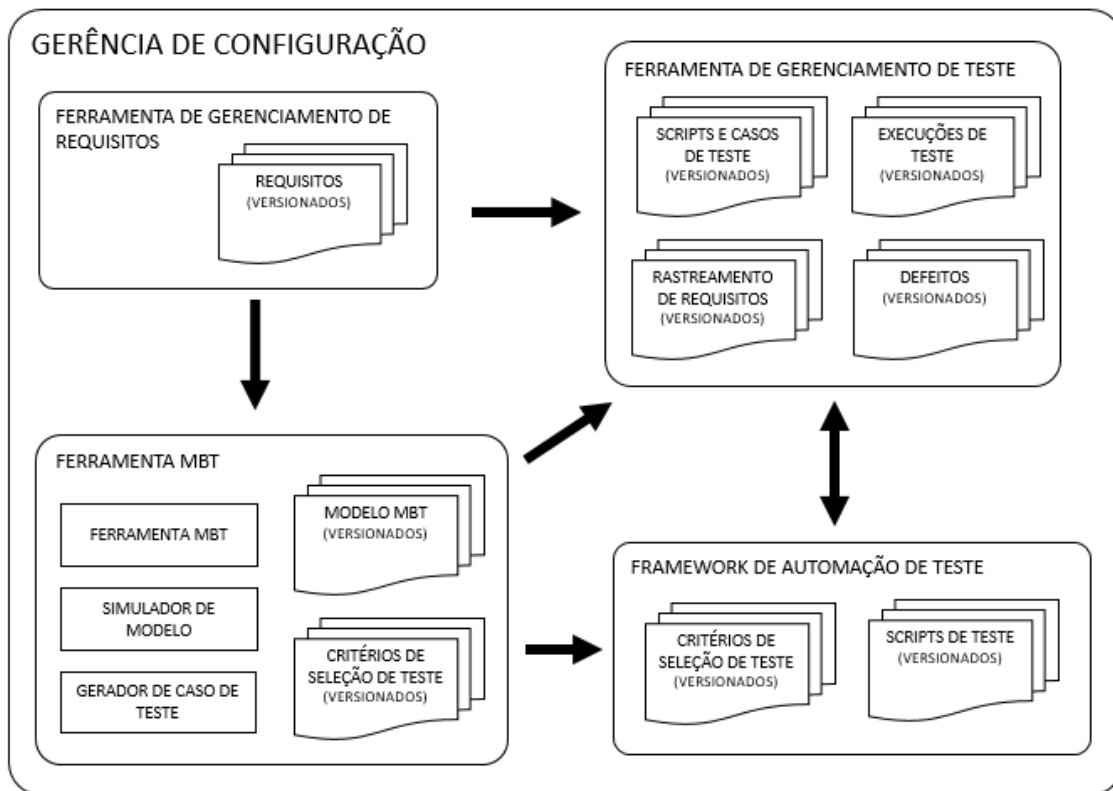 GERÊNCIA DE CONFIGURAÇÃO
FERRAMENTA DE GERENCIAMENTO DE
REQUISITOS
REQUISITOS
(VERSIONADOS)
FERRAMENTA DE GERENCIAMENTO DE TESTE
SCRIPTS E CASOS
DE TESTE
(VERSIONADOS)
EXECUÇÕES DE
TESTE
(VERSIONADOS)
RASTREAMENTO
DE REQUISITOS
(VERSIONADOS)
DEFEITOS
(VERSIONADOS)
FERRAMENTA MBT
FERRAMENTA MBT
SIMULADOR DE
MODELO
GERADOR DE CASO DE
TESTE
MODELO MBT
(VERSIONADOS)
CRITÉRIOS DE
SELEÇÃO DE TESTE
(VERSIONADOS)
FRAMEWORK DE AUTOMAÇÃO DE TESTE
CRITÉRIOS DE
SELEÇÃO DE TESTE
(VERSIONADOS)
SCRIPTS DE TESTE
(VERSIONADOS)